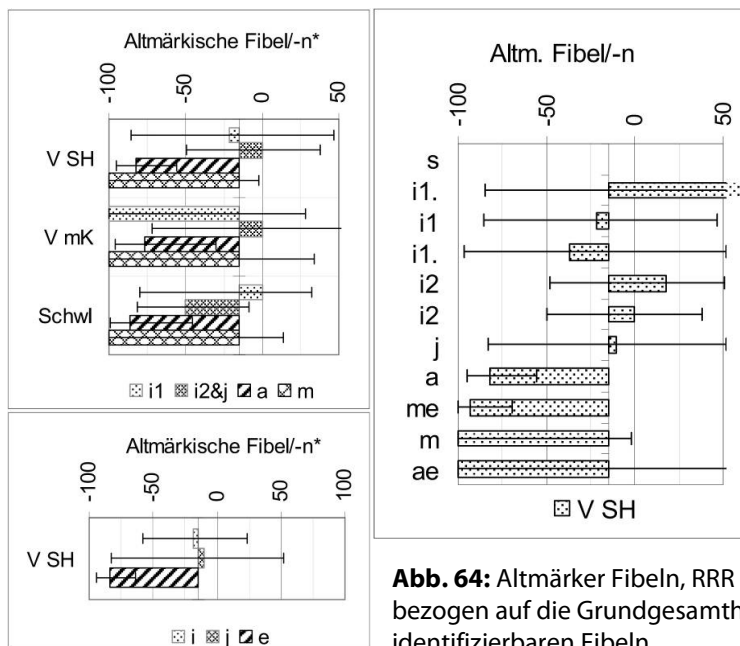 Altmärkische Fibel/-n*
-100
-50
0
50
V SH
V mK
Schwl
i1 i2&j a m
Altmärkische Fibel/-n*
-100
-50
0
50
100
V SH
i j e
Altm. Fibel/-n
-100
-50
0
50
s
i1.
i1
i1.
i2
i2
j
a
me
m
ae
V SH
Abb. 64: Altmärker Fibeln, RRR
bezogen auf die Grundgesamth
identifizierbaren Fibeln